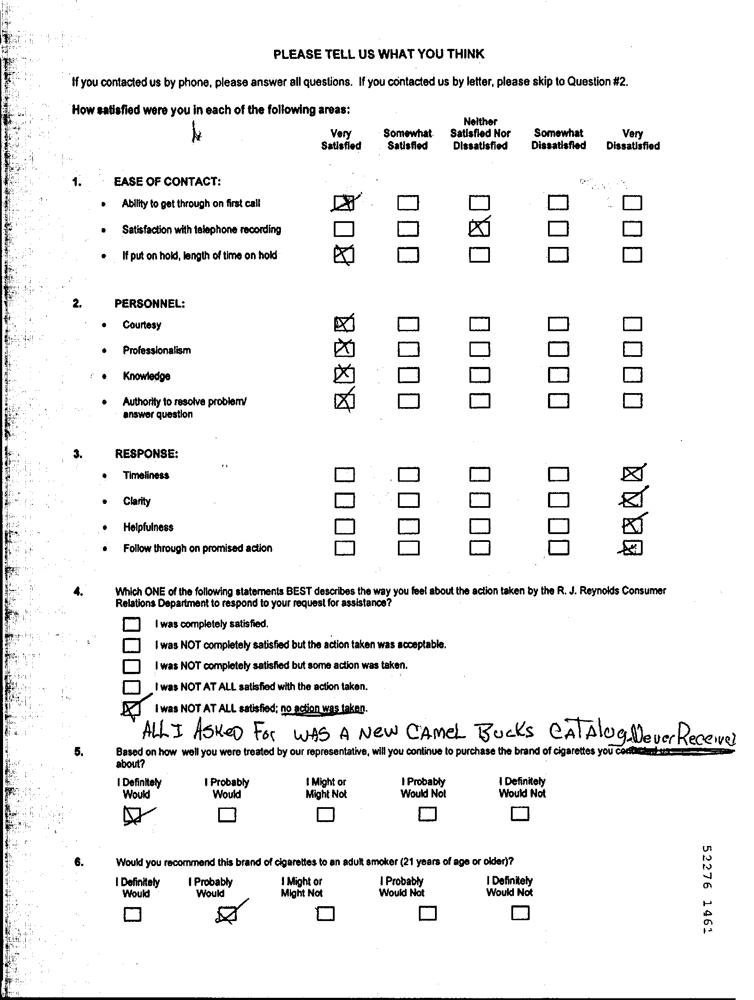 PLEASE TELL US WHAT YOU THINK
If you contacted us by phone, please answer all questions. If you contacted us by letter, please skip to Question #2.
How satisfied were you in each of the following areas:
Very Satisfied Somewhat Satisfied Neither Satisfied Nor Dissatisfied Somewhat Dissatisfied Very Dissatisfied
1. EASE OF CONTACT:
• Ability to get through on first call
• Satisfaction with telephone recording
• If put on hold, length of time on hold
2. PERSONNEL:
• Courtesy
• Professionalism
• Knowledge
• Authority to resolve problem/
answer question
3. RESPONSE:
• Timeliness
• Clarity
• Helpfulness
• Follow through on promised action
4. Which ONE of the following statements BEST describes the way you feel about the action taken by the R. J. Reynolds Consumer
Relations Department to respond to your request for assistance?
I was completely satisfied.
I was NOT completely satisfied but the action taken was acceptable.
I was NOT completely satisfied but some action was taken.
I was NOT AT ALL satisfied with the action taken.
I was NOT AT ALL satisfied; no action was taken.
ALL I ASKED For WAS A NEW CAMEL BUCKS CATAlog Never Received
5. Based on how well you were treated by our representative, will you continue to purchase the brand of cigarettes you contacted us
about?
I Definitely Would I Probably Would I Might or Might Not I Probably Would Not I Definitely Would Not
6. Would you recommend this brand of cigarettes to an adult smoker (21 years of age or older)?
I Definitely Would I Probably Would I Might or Might Not I Probably Would Not I Definitely Would Not
52276 1461